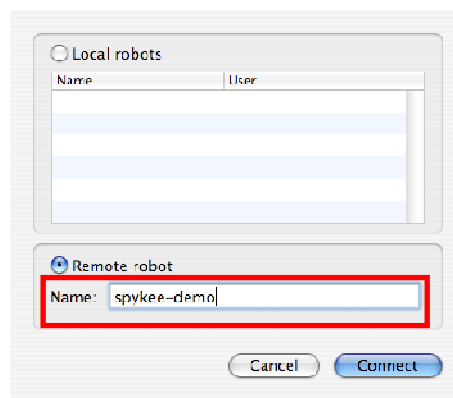 Local robots
Name User
Remote robot
Name: spykee-demo
Cancel Connect